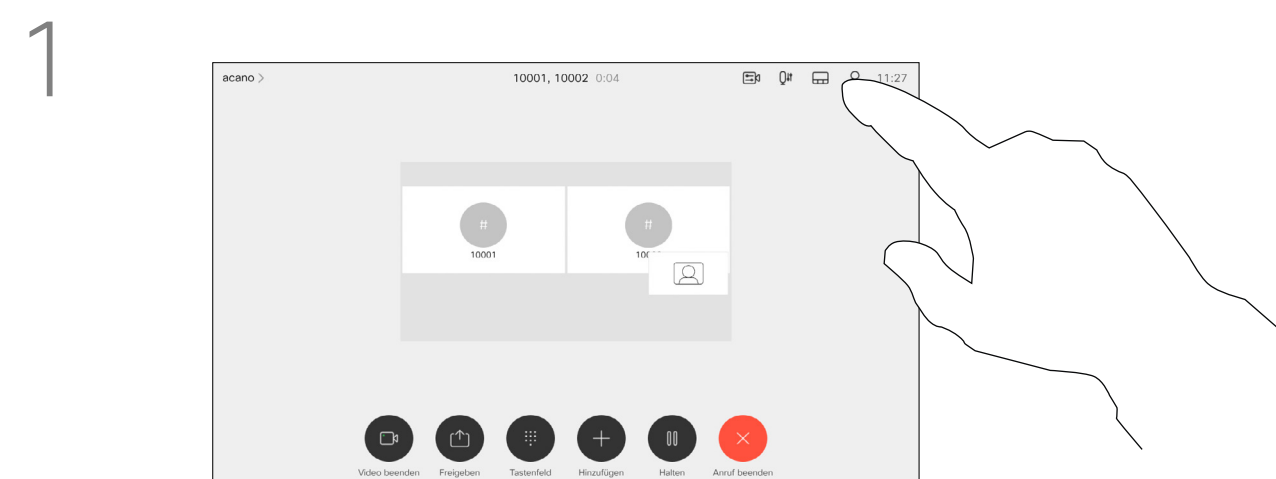 1
acano > 10001, 10002 0:04 11:27
# #
10001
Video beenden Freigeben Tastenfeld Hinzufügen Halten Anruf beenden